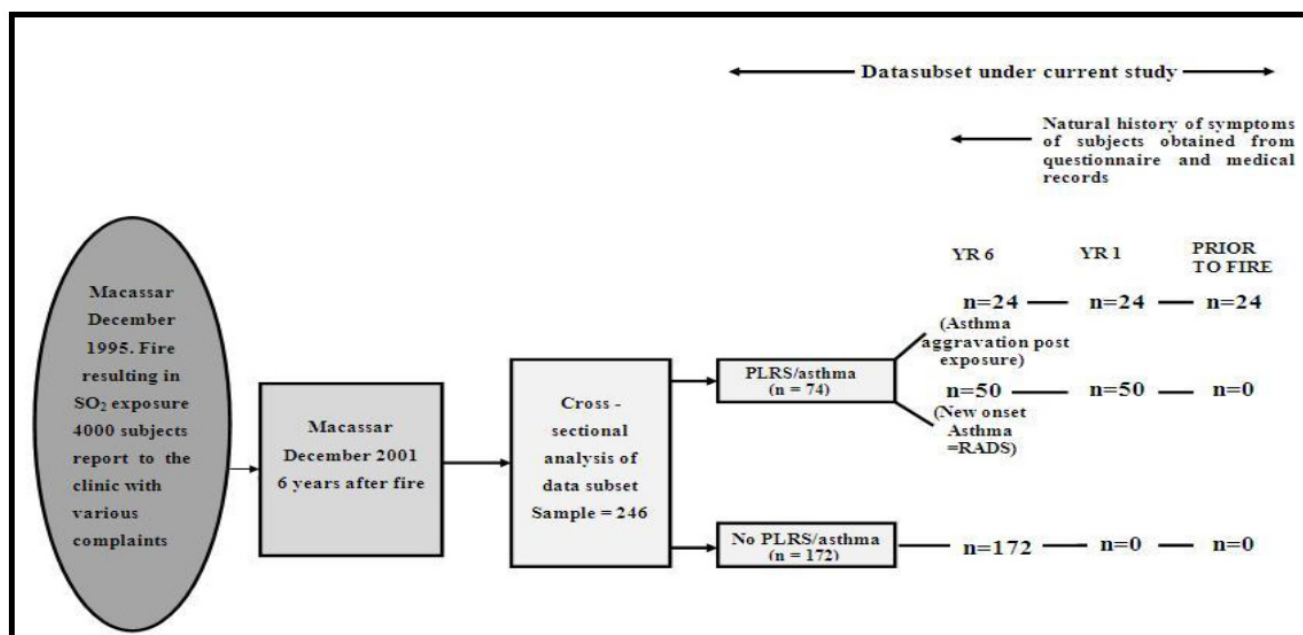 Datasubset under current study
Natural history of symptoms
of subjects obtained from
questionnaire and medical
records
YR 6 YR 1 PRIOR
TO FIRE
Macassar
December
1995. Fire
resulting in
SO₂ exposure
4000 subjects
report to the
clinic with
various
complaints
Macassar
December 2001
6 years after fire
Cross -
sectional
analysis of
data subset
Sample = 246
PLRS/asthma
(n = 74)
n=24 n=24 n=24
(Asthma
aggravation post
exposure)
n=50 n=50 n=0
(New onset
Asthma
=RADS)
No PLRS/asthma
(n = 172)
n=172 n=0 n=0